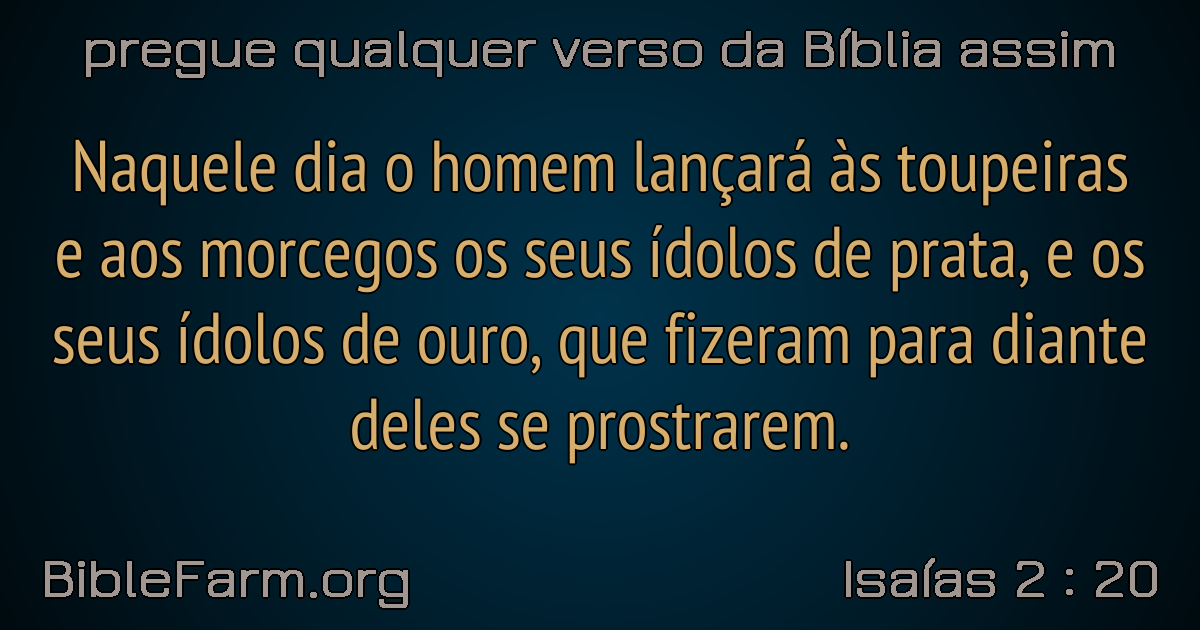 pregue qualquer verso da Bíblia assim
Naquele dia o homem lançará às toupeiras
e aos morcegos os seus ídolos de prata, e os
seus ídolos de ouro, que fizeram para diante
deles se prostrarem.
BibleFarm.org
Isaías 2 : 20